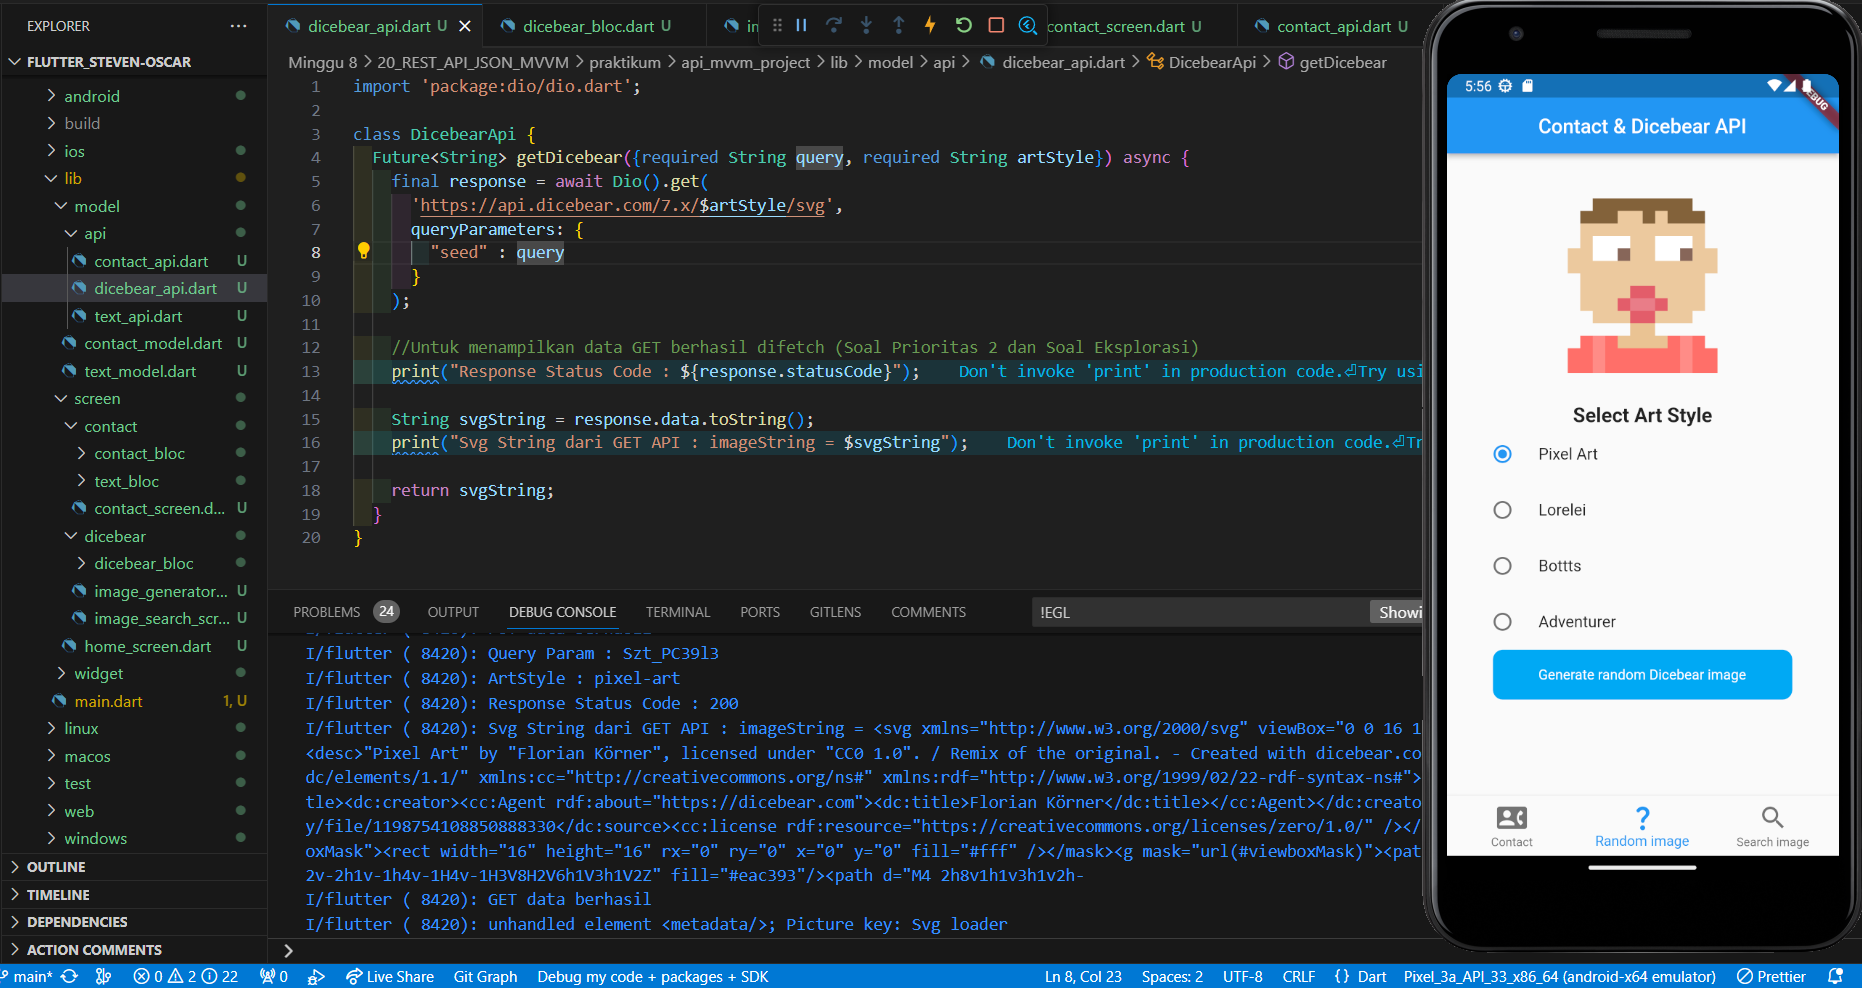 EXPLORER
FLUTTER_STEVEN-OSCAR
android
build
ios
lib
model
api
contact_api.dart U
dicebear_api.dart U
text_api.dart U
contact_model.dart U
text_model.dart U
screen
contact
contact_bloc
text_bloc
contact_screen.d... U
dicebear
dicebear_bloc
image_generator... U
image_search_scr... U
home_screen.dart U
widget
main.dart 1, U
linux
macos
test
web
windows
OUTLINE
TIMELINE
DEPENDENCIES
ACTION COMMENTS
dicebear_api.dart U
dicebear_bloc.dart U
contact_screen.dart U
contact_api.dart U
Minggu 8 > 20_REST_API_JSON_MVVM > praktikum > api_mvvm_project > lib > model > api > dicebear_api.dart > DicebearApi > getDicebear
1 import 'package:dio/dio.dart';
2
3 class DicebearApi {
4 Future<String> getDicebear({required String query, required String artStyle}) async {
5 final response = await Dio().get(
6 'https://api.dicebear.com/7.x/$artStyle/svg',
7 queryParameters: {
8 "seed" : query
9 }
10 );
11
12 //Untuk menampilkan data GET berhasil difetch (Soal Prioritas 2 dan Soal Eksplorasi)
13 print("Response Status Code : ${response.statusCode}"); Don't invoke 'print' in production code.⏎Try usi
14
15 String svgString = response.data.toString();
16 print("Svg String dari GET API : imageString = $svgString"); Don't invoke 'print' in production code.⏎Tr
17
18 return svgString;
19 }
20 }
PROBLEMS 24 OUTPUT DEBUG CONSOLE TERMINAL PORTS GITLENS COMMENTS !EGL Showi
I/flutter ( 8420): Query Param : Szt_PC39l3
I/flutter ( 8420): ArtStyle : pixel-art
I/flutter ( 8420): Response Status Code : 200
I/flutter ( 8420): Svg String dari GET API : imageString = <svg xmlns="http://www.w3.org/2000/svg" viewBox="0 0 16 1
<desc>"Pixel Art" by "Florian Körner", licensed under "CC0 1.0". / Remix of the original. - Created with dicebear.co
dc/elements/1.1/" xmlns:cc="http://creativecommons.org/ns#" xmlns:rdf="http://www.w3.org/1999/02/22-rdf-syntax-ns#">
tle><dc:creator><cc:Agent rdf:about="https://dicebear.com"><dc:title>Florian Körner</dc:title></cc:Agent></dc:creato
y/file/1198754108850888330</dc:source><cc:license rdf:resource="https://creativecommons.org/licenses/zero/1.0/" /></
oxMask"><rect width="16" height="16" rx="0" ry="0" x="0" y="0" fill="#fff" /></mask><g mask="url(#viewboxMask)"><pat
2v-2h1v-1h4v-1H4v-1H3V8H2V6h1V3h1V2Z" fill="#eac393"/><path d="M4 2h8v1h1v3h1v2h-
I/flutter ( 8420): GET data berhasil
I/flutter ( 8420): unhandled element <metadata/>; Picture key: Svg loader
>
main* 0 2 22 0 Live Share Git Graph Debug my code + packages + SDK Ln 8, Col 23 Spaces: 2 UTF-8 CRLF {} Dart Pixel_3a_API_33_x86_64 (android-x64 emulator) Prettier
5:56
Contact & Dicebear API
Select Art Style
Pixel Art
Lorelei
Bottts
Adventurer
Generate random Dicebear image
Contact
Random image
Search image